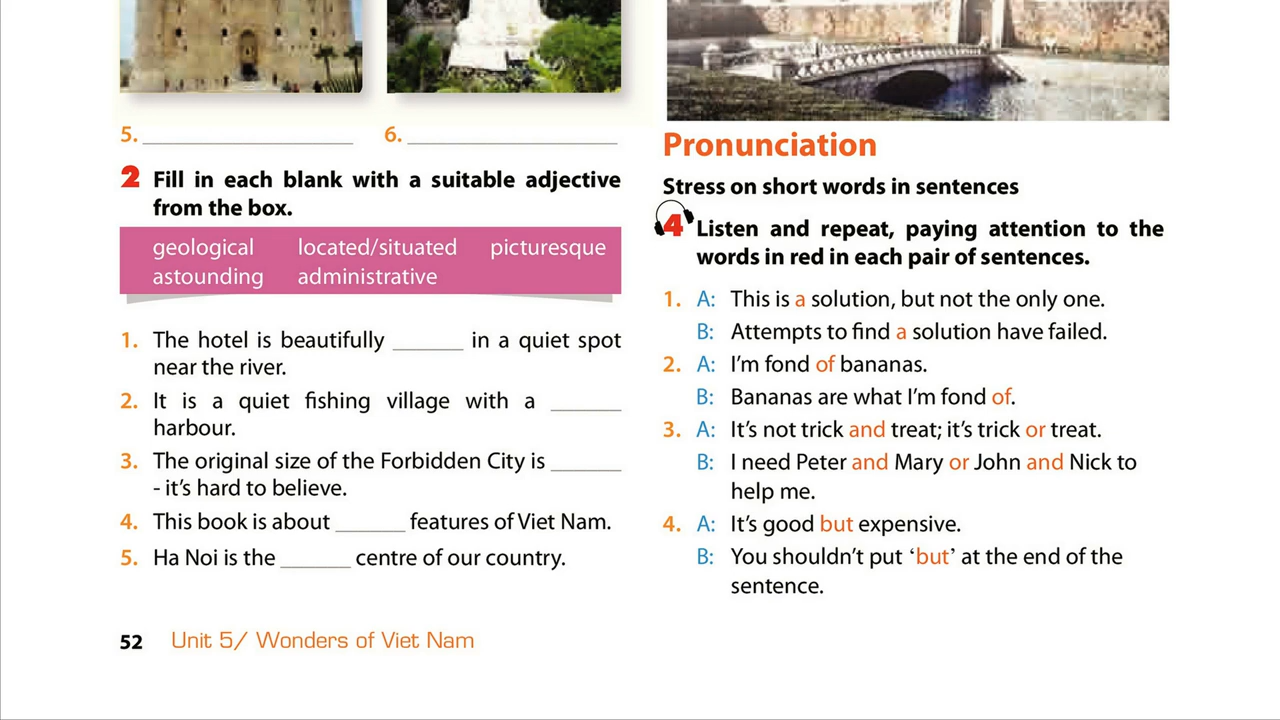 5. 
6. 
2 Fill in each blank with a suitable adjective
from the box.
geological located/situated picturesque
astounding administrative
1. The hotel is beautifully ______ in a quiet spot
near the river.
2. It is a quiet fishing village with a ______
harbour.
3. The original size of the Forbidden City is ______
- it's hard to believe.
4. This book is about ______ features of Viet Nam.
5. Ha Noi is the ______ centre of our country.
52 Unit 5/ Wonders of Viet Nam
Pronunciation
Stress on short words in sentences
4 Listen and repeat, paying attention to the
words in red in each pair of sentences.
1. A: This is a solution, but not the only one.
B: Attempts to find a solution have failed.
2. A: I'm fond of bananas.
B: Bananas are what I'm fond of.
3. A: It's not trick and treat; it's trick or treat.
B: I need Peter and Mary or John and Nick to
help me.
4. A: It's good but expensive.
B: You shouldn't put ‘but’ at the end of the
sentence.